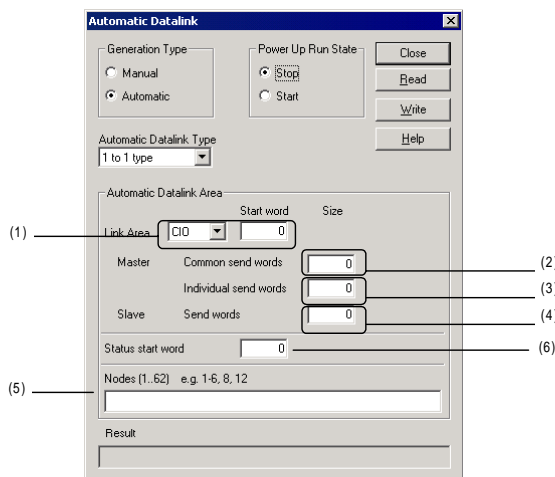 Automatic Datalink
Generation Type
Manual
Automatic
Power Up Run State
Stop
Start
Close
Read
Write
Help
Automatic Datalink Type
1 to 1 type
Automatic Datalink Area
Start word Size
(1) Link Area CIO 0
Master Common send words 0 (2)
Individual send words 0 (3)
Slave Send words 0 (4)
Status start word 0 (6)
Nodes (1..62) e.g. 1-6, 8, 12
(5)
Result